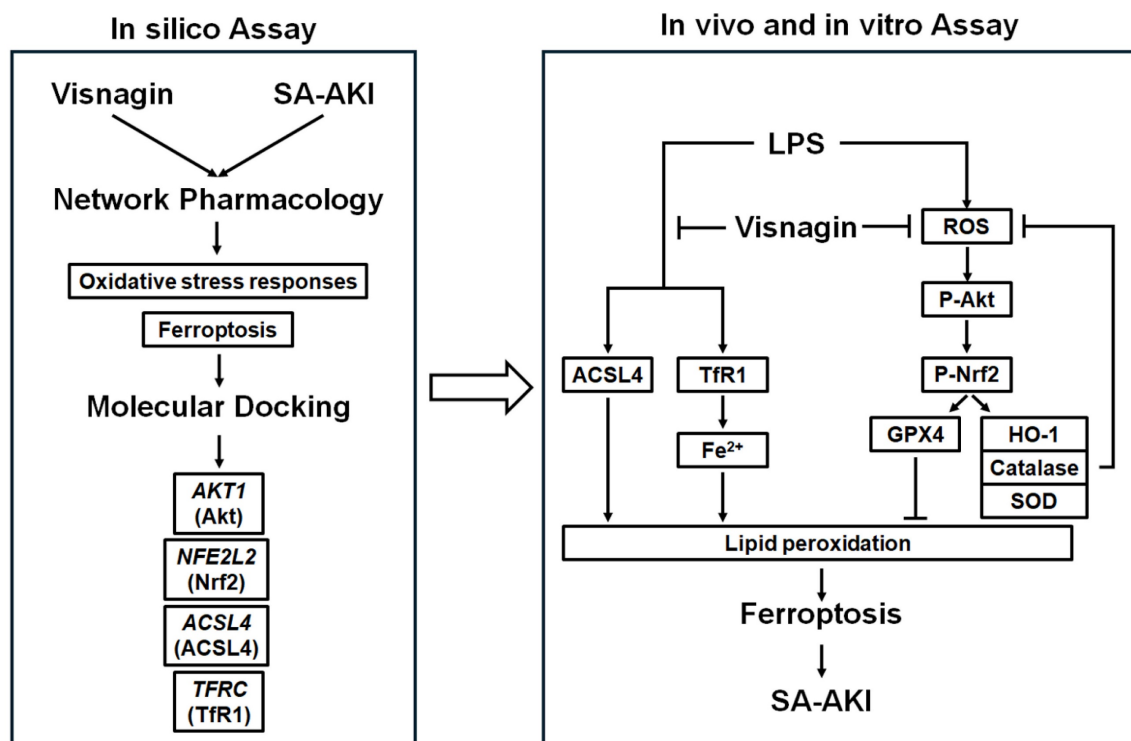 In silico Assay
Visnagin SA-AKI
Network Pharmacology
Oxidative stress responses
Ferroptosis
Molecular Docking
AKT1
(Akt)
NFE2L2
(Nrf2)
ACSL4
(ACSL4)
TFRC
(TfR1)
In vivo and in vitro Assay
LPS
Visnagin ROS
P-Akt
ACSL4 TfR1 P-Nrf2
GPX4 HO-1
Fe²⁺ Catalase
SOD
Lipid peroxidation
Ferroptosis
SA-AKI